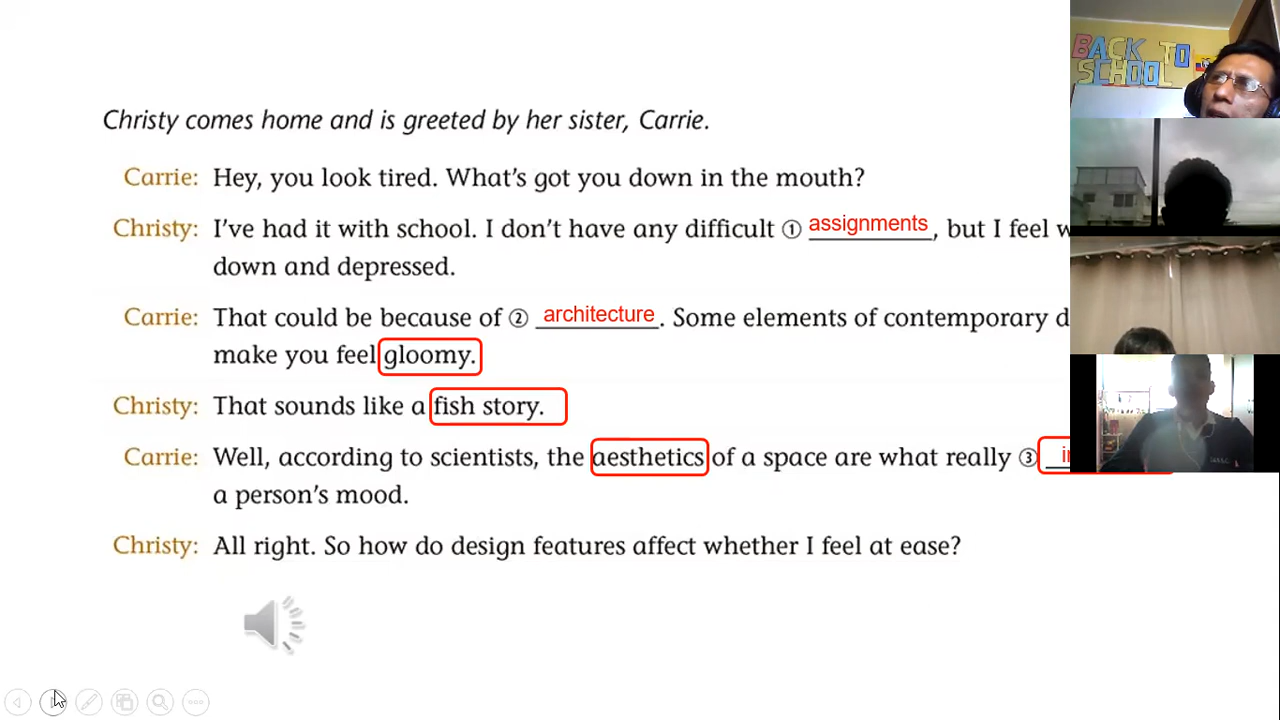 BACK TO
SCHOOL
Christy comes home and is greeted by her sister, Carrie.
Carrie: Hey, you look tired. What's got you down in the mouth?
Christy: I've had it with school. I don't have any difficult ① assignments, but I feel
down and depressed.
Carrie: That could be because of ② architecture. Some elements of contemporary
make you feel gloomy.
Christy: That sounds like a fish story.
Carrie: Well, according to scientists, the aesthetics of a space are what really ③
a person's mood.
Christy: All right. So how do design features affect whether I feel at ease?